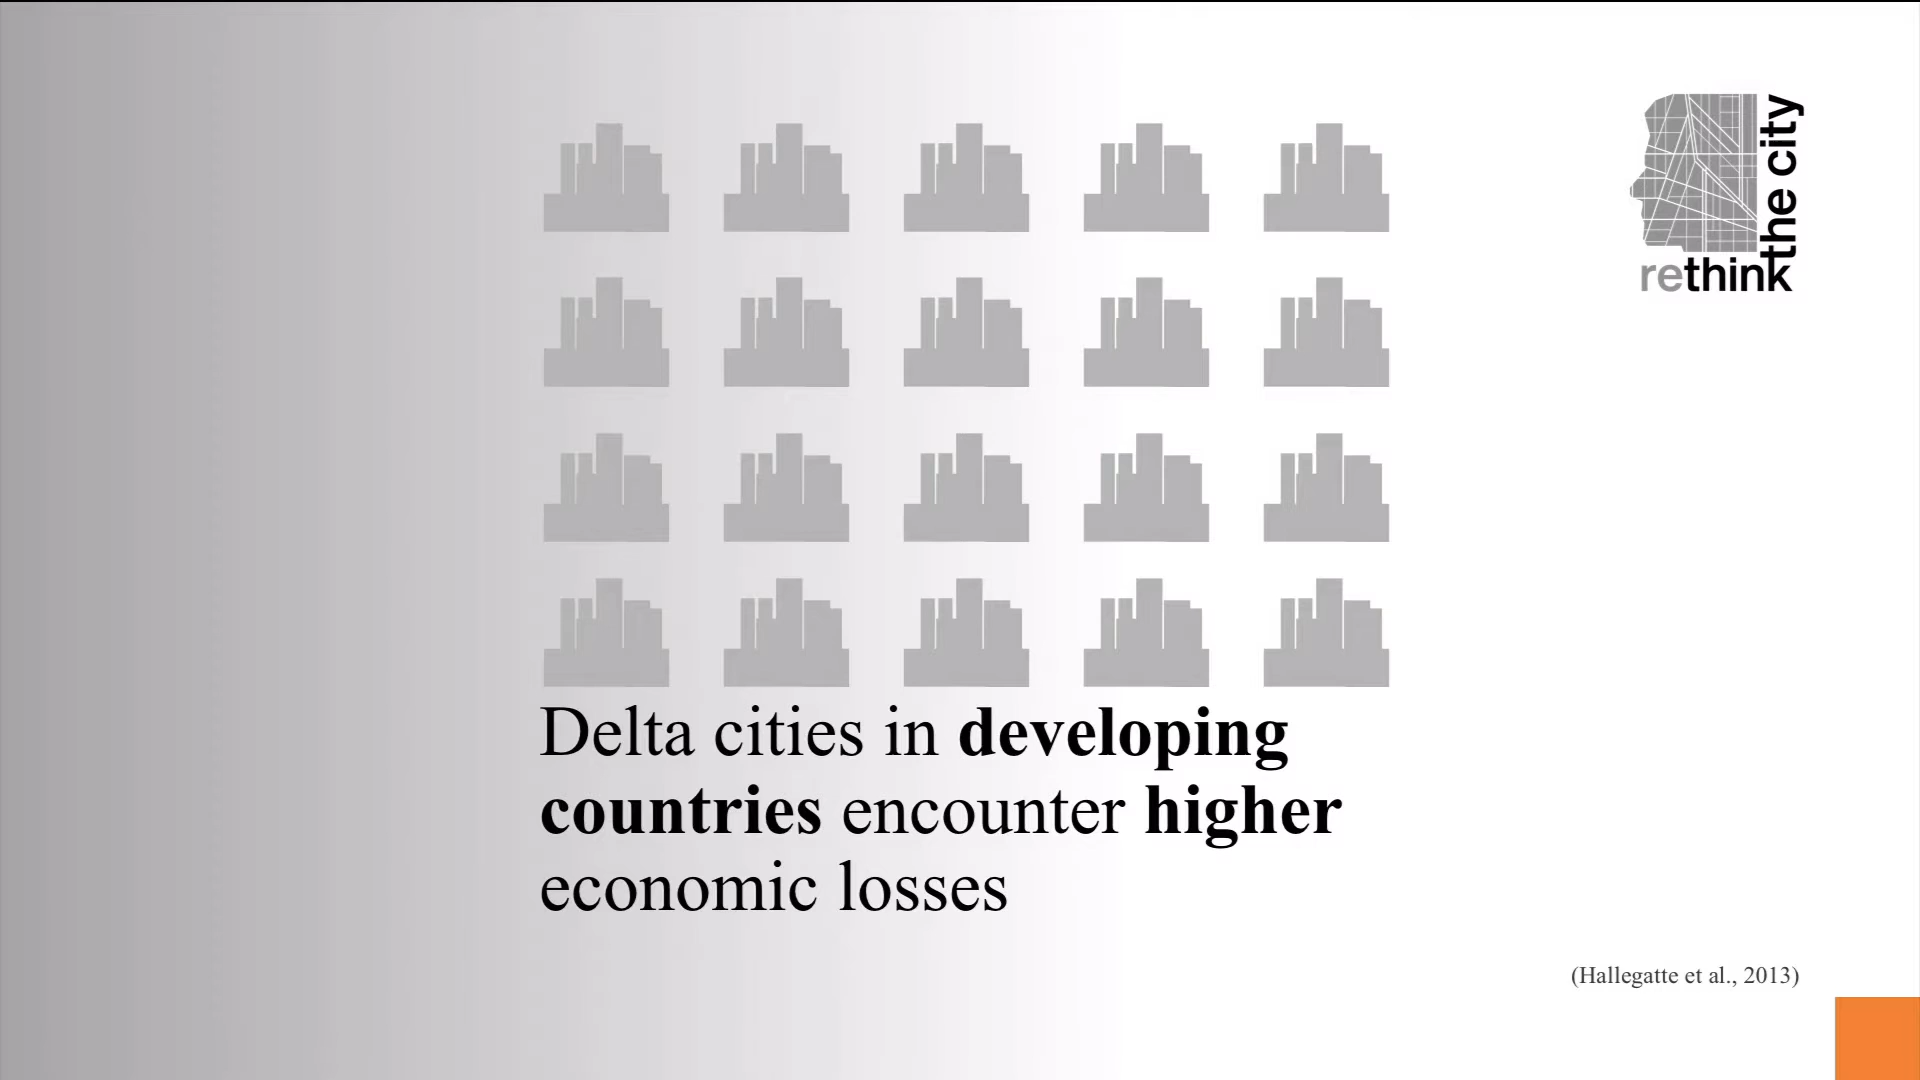 the city
rethink
Delta cities in developing
countries encounter higher
economic losses
(Hallegatte et al., 2013)